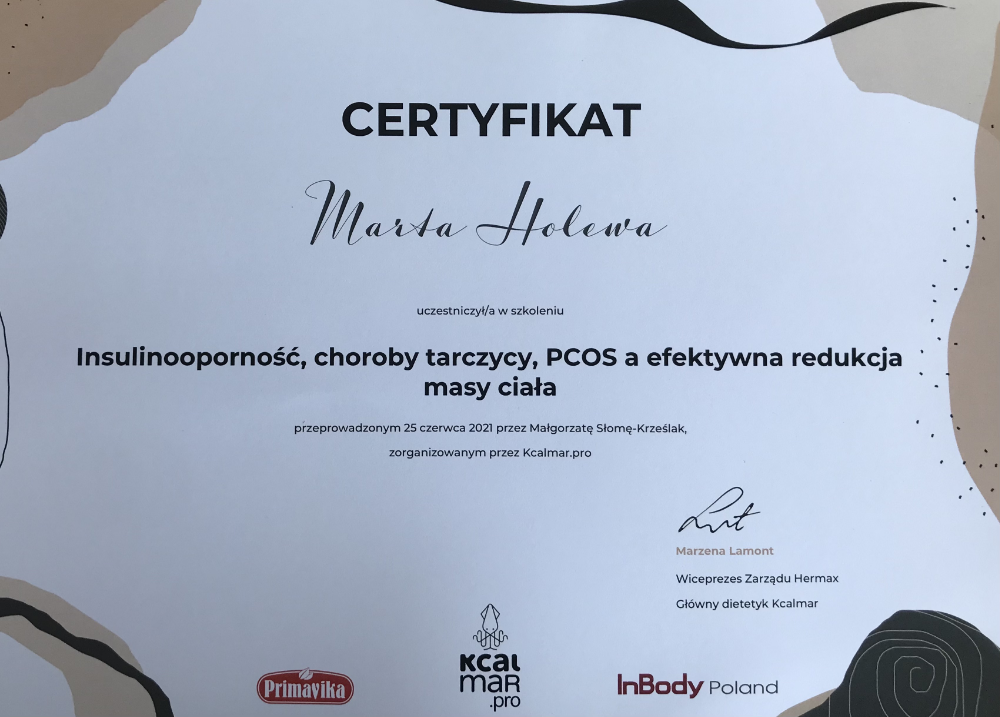 CERTYFIKAT
Marta Holewa
uczestniczył/a w szkoleniu
Insulinooporność, choroby tarczycy, PCOS a efektywna redukcja
masy ciała
przeprowadzonym 25 czerwca 2021 przez Małgorzatę Słomę-Krześlak,
zorganizowanym przez Kcalmar.pro
Marzena Lamont
Wiceprezes Zarządu Hermax
Główny dietetyk Kcalmar
Primavika
Kcal
maR
.pro
InBody Poland